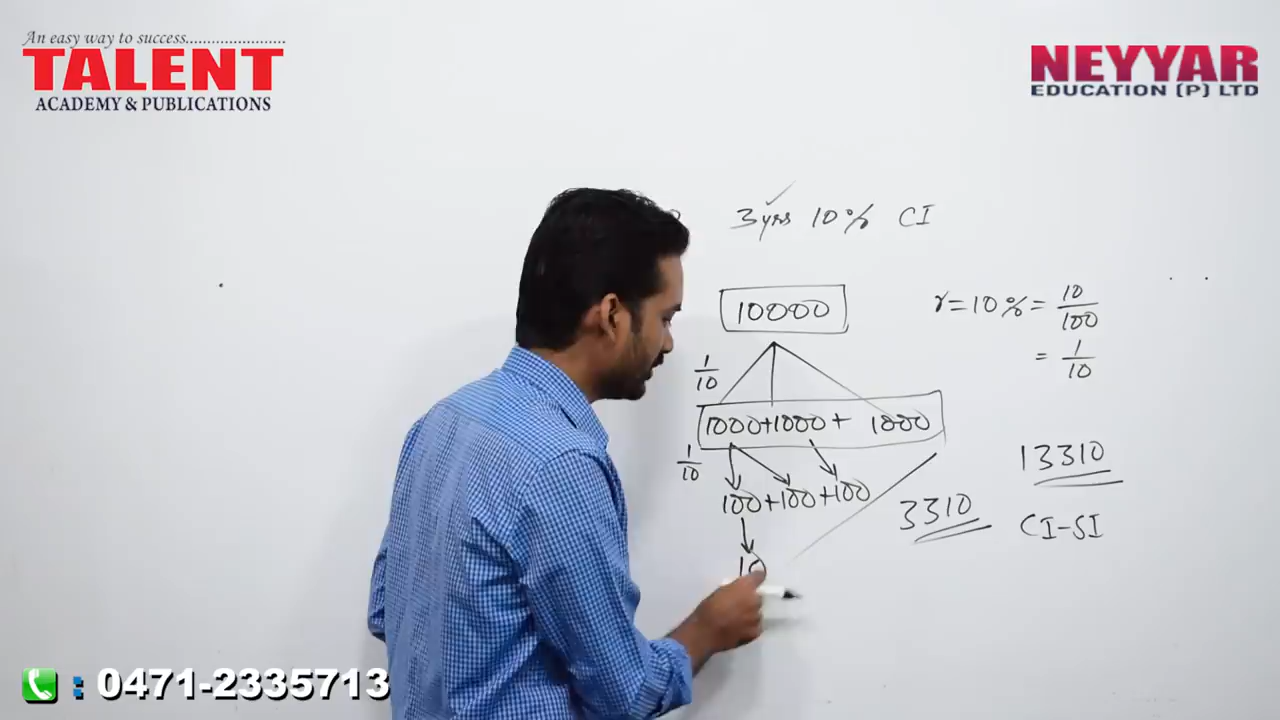 An easy way to success.......................
TALENT
ACADEMY & PUBLICATIONS
NEYYAR
EDUCATION (P) LTD
3yrs 10% CI
10000
r=10%= 10/100
= 1/10
1/10
1000+1000+ 1000
1/10
100+100+100
10
3310
13310
CI-SI
: 0471-2335713